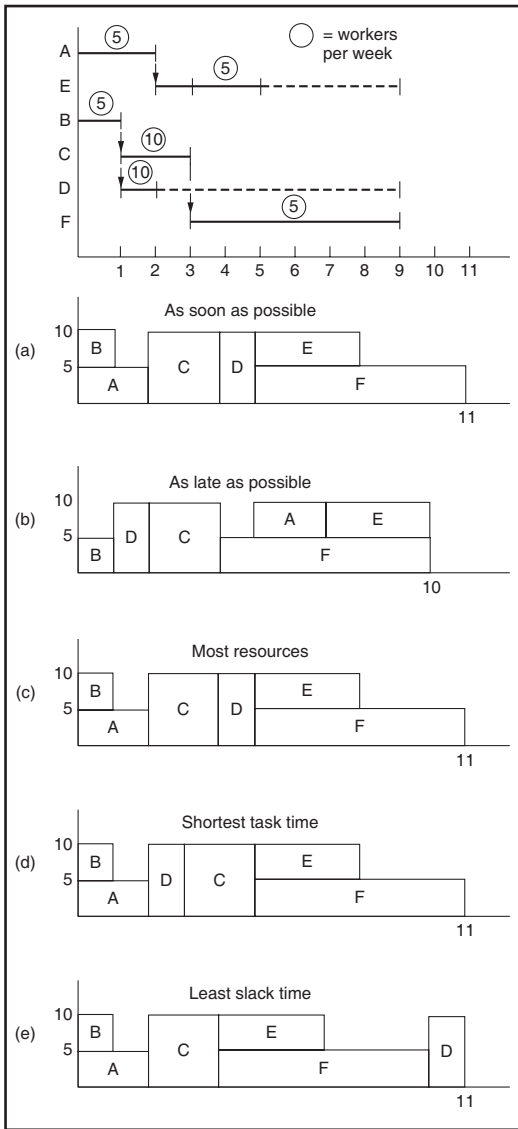 A
5
= workers
per week
E
5
B
5
C
10
D
10
F
5
1 2 3 4 5 6 7 8 9 10 11
(a)
As soon as possible
10
5
B
A
C
D
E
F
11
(b)
As late as possible
10
5
B
D
C
A
E
F
10
(c)
Most resources
10
5
B
A
C
D
E
F
11
(d)
Shortest task time
10
5
B
A
D
C
E
F
11
(e)
Least slack time
10
5
B
A
C
E
F
D
11